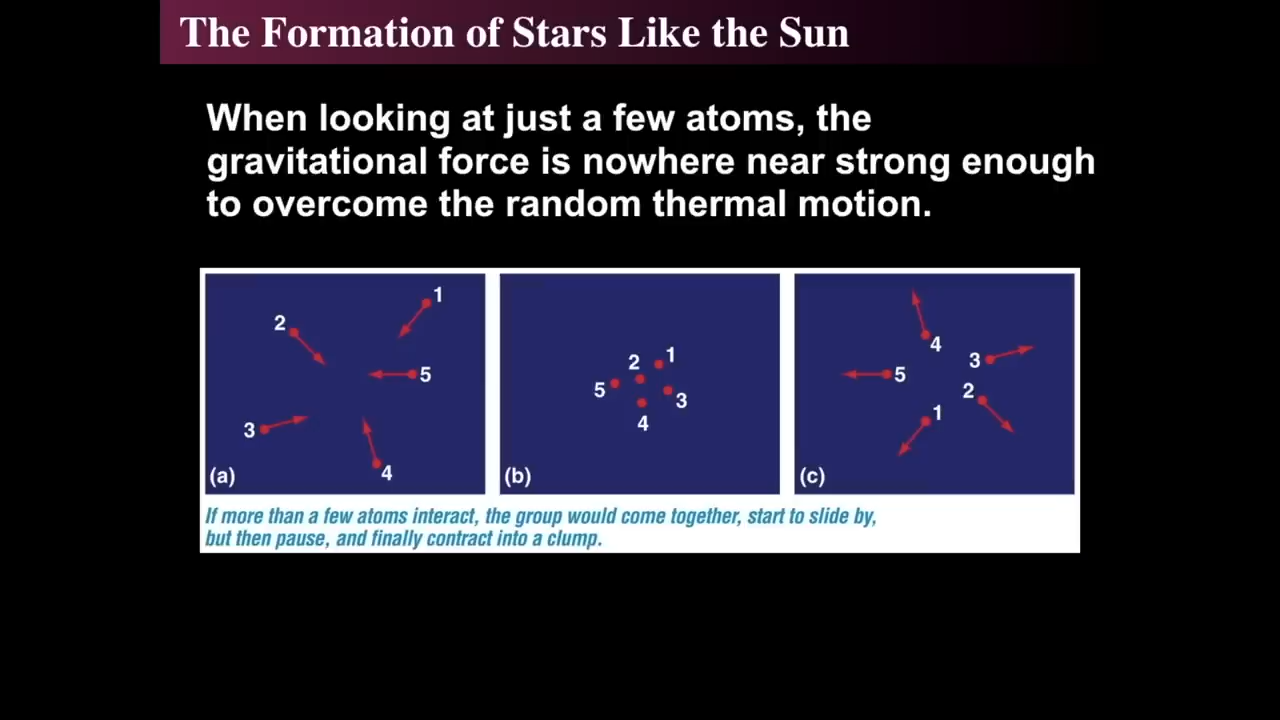 The Formation of Stars Like the Sun
When looking at just a few atoms, the
gravitational force is nowhere near strong enough
to overcome the random thermal motion.
1
2
5
3
4
(a)
2
1
5
3
4
(b)
4
3
5
2
1
(c)
If more than a few atoms interact, the group would come together, start to slide by,
but then pause, and finally contract into a clump.